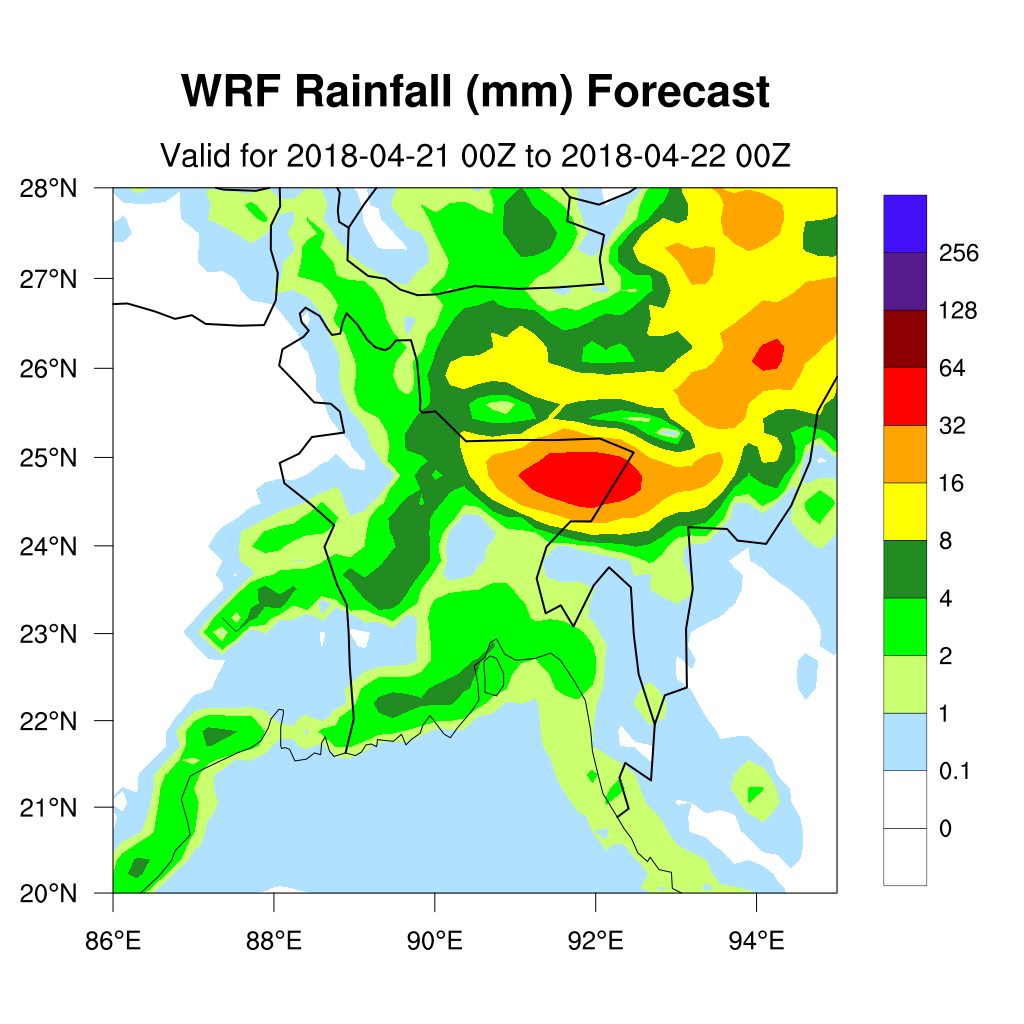 WRF Rainfall (mm) Forecast
Valid for 2018-04-21 00Z to 2018-04-22 00Z
28°N
27°N
26°N
25°N
24°N
23°N
22°N
21°N
20°N
86°E 88°E 90°E 92°E 94°E
256
128
64
32
16
8
4
2
1
0.1
0